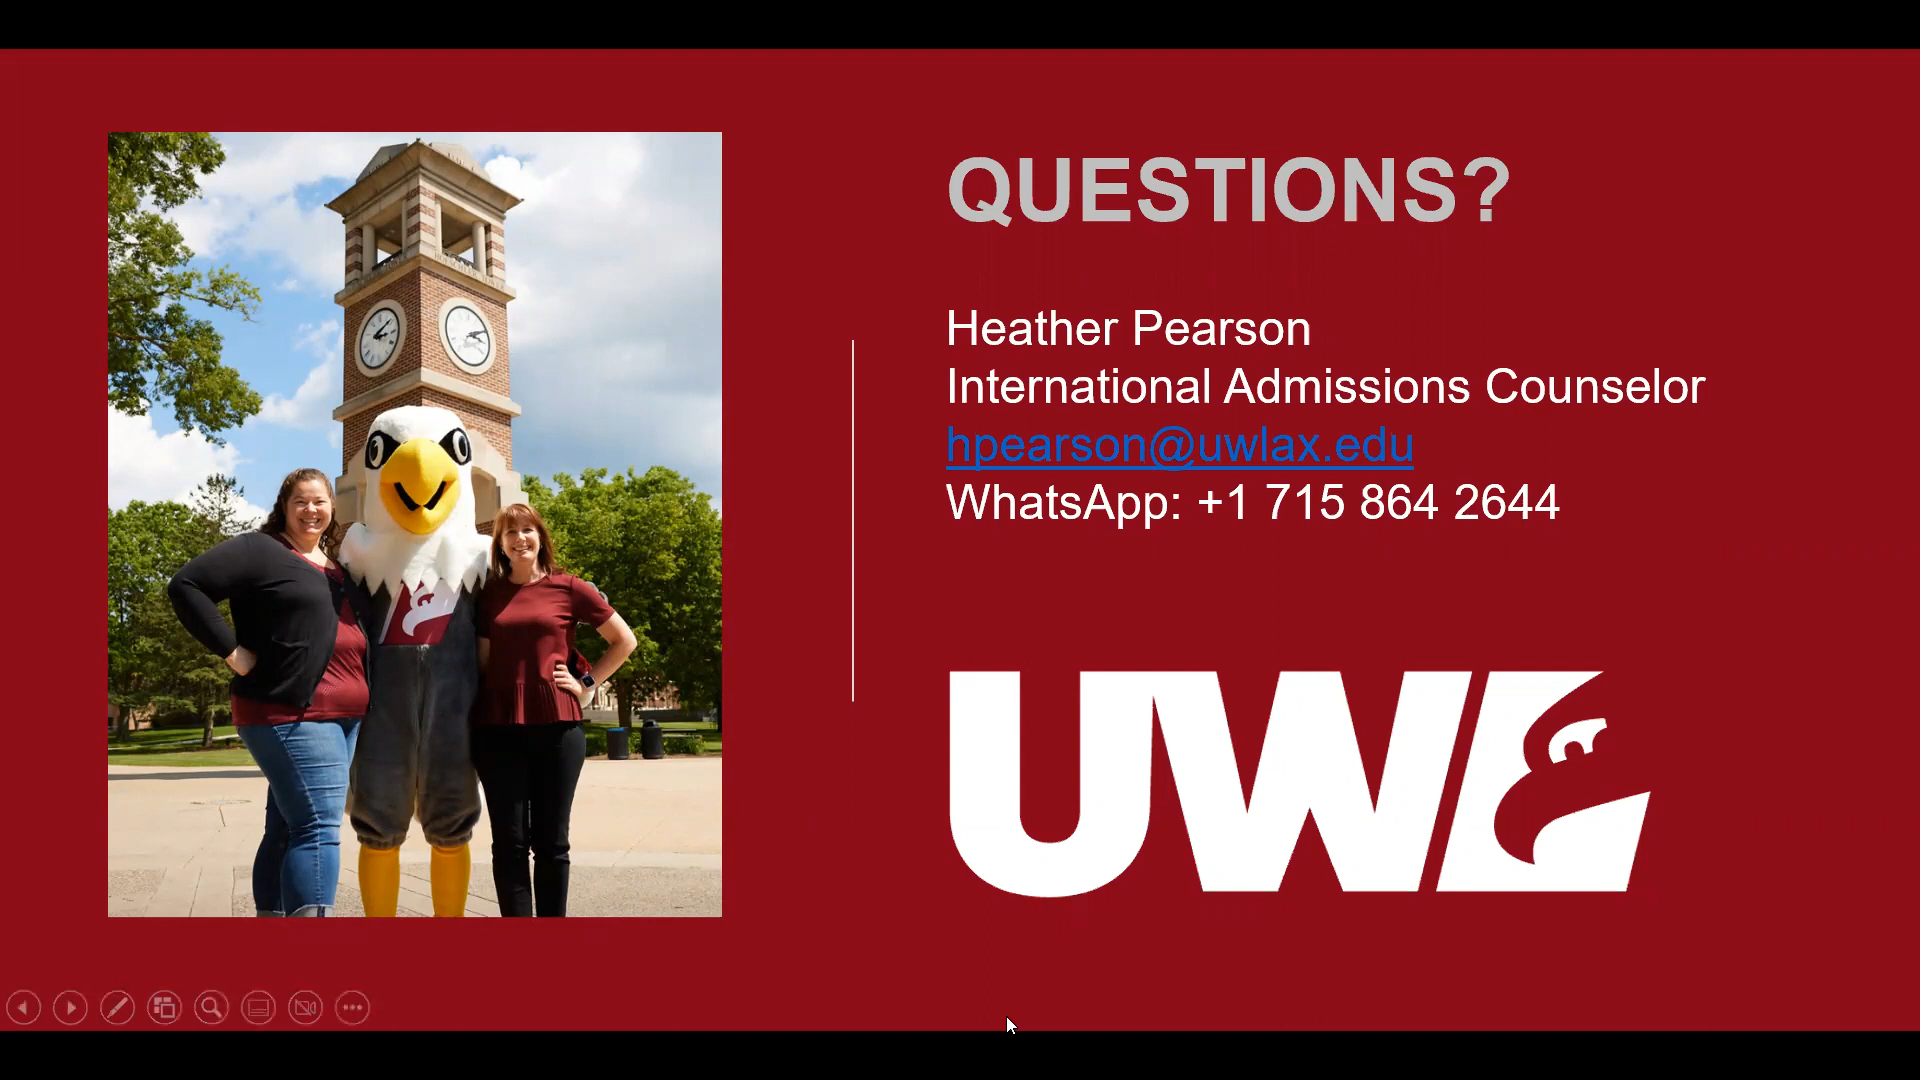 QUESTIONS?
Heather Pearson
International Admissions Counselor
hpearson@uwlax.edu
WhatsApp: +1 715 864 2644
UWL